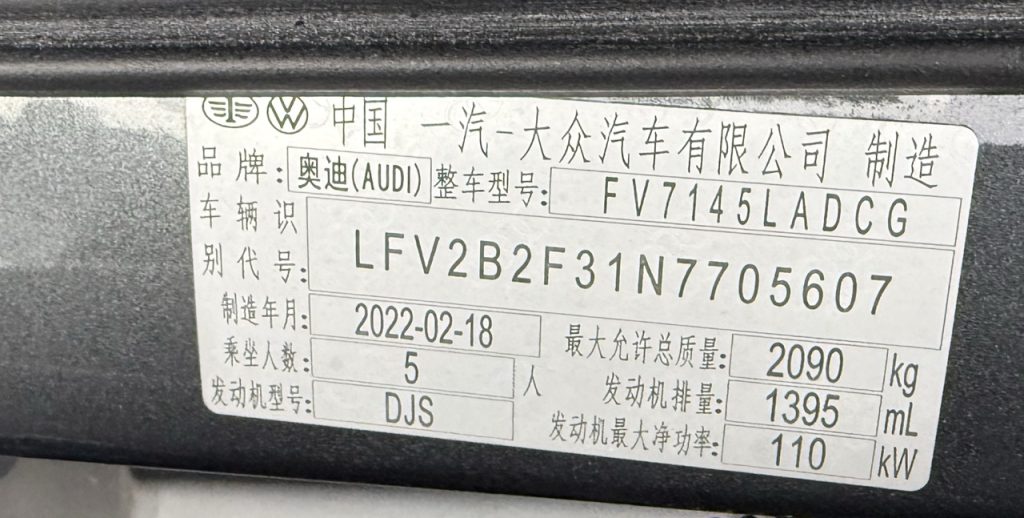 中国 一汽-大众汽车有限公司 制造
品牌: 奥迪(AUDI) 整车型号: FV7145LADCG
车辆识别代号: LFV2B2F31N7705607
制造年月: 2022-02-18 最大允许总质量: 2090 kg
乘坐人数: 5 人 发动机排量: 1395 mL
发动机型号: DJS 发动机最大净功率: 110 kW